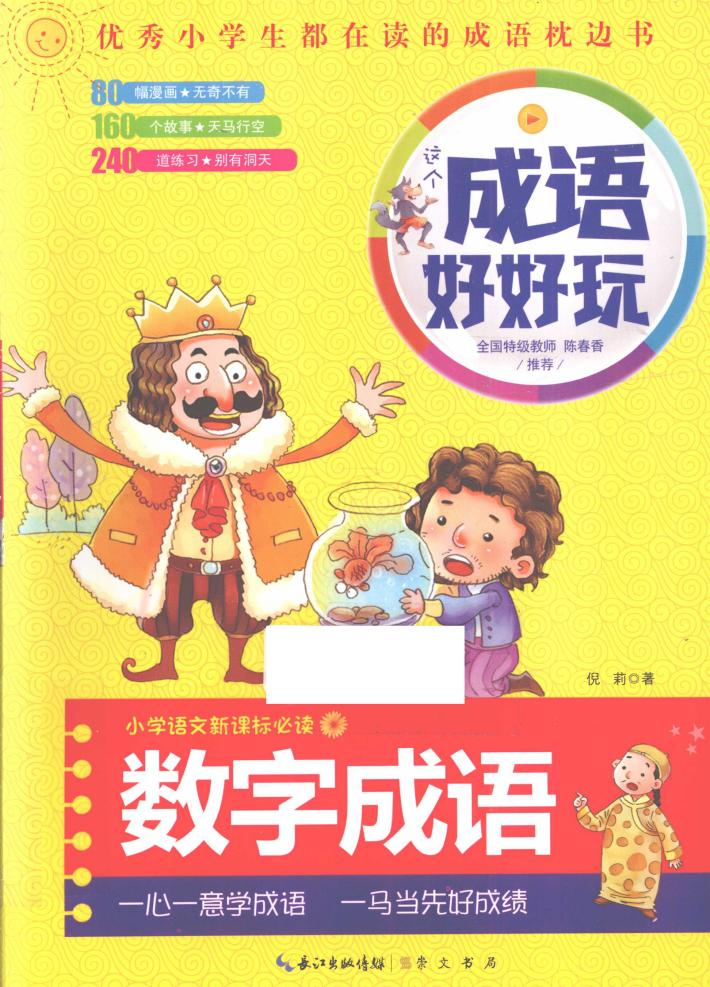 优秀小学生都在读的成语枕边书
80幅漫画★无奇不有
160个故事★天马行空
240道练习★别有洞天
这个
成语
好好玩
全国特级教师 陈春香
/推荐/
倪 莉◎著
小学语文新课标必读
数字成语
一心一意学成语 一马当先好成绩
长江出版传媒 崇文书局